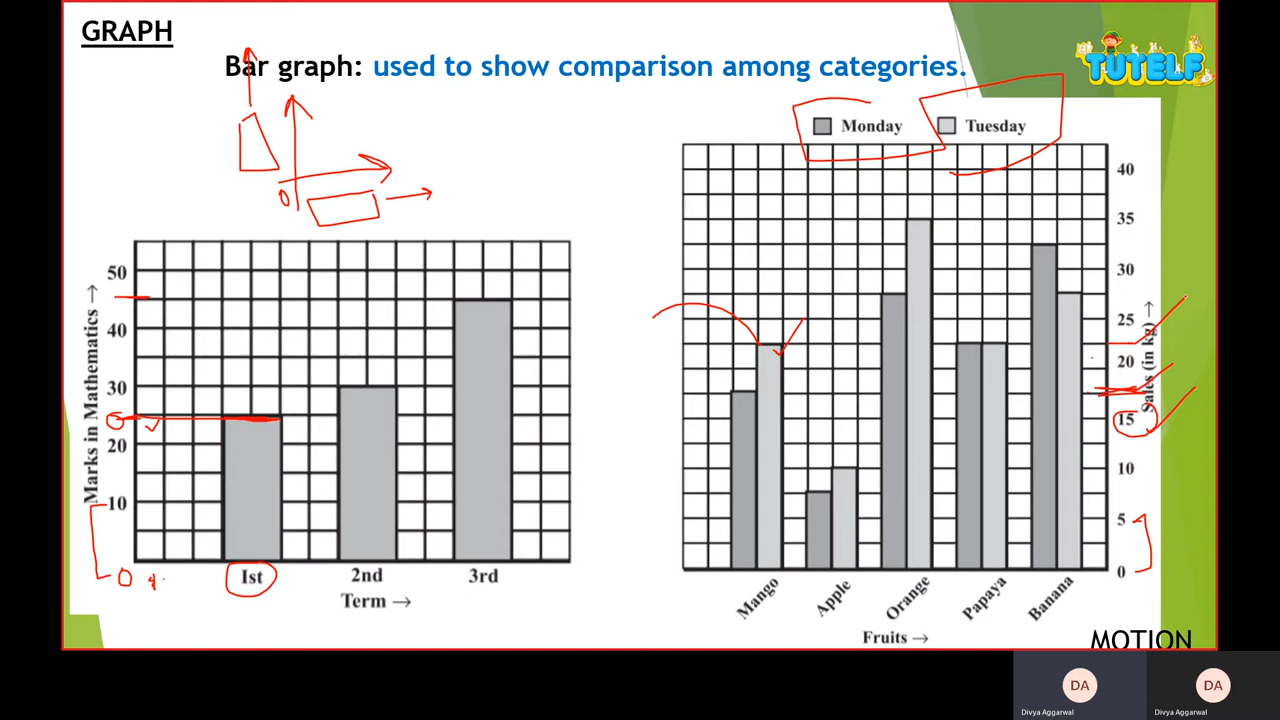 GRAPH
Bar graph: used to show comparison among categories.
TUTELF
Monday
Tuesday
50
40
30
20
10
0
Marks in Mathematics →
Ist
2nd
3rd
Term →
40
35
30
25
20
15
10
5
0
Sales (in kg) →
Mango
Apple
Orange
Papaya
Banana
Fruits →
0
MOTION
DA
DA
Divya Aggarwal
Divya Aggarwal